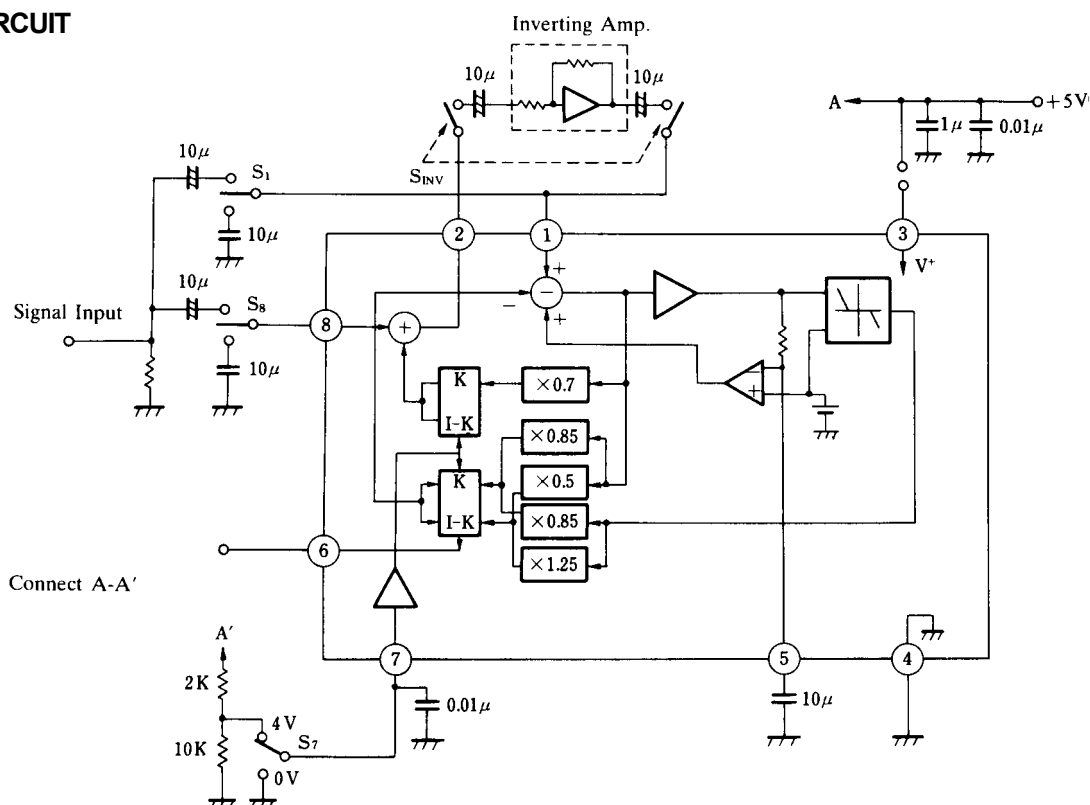 RCUIT
Inverting Amp.
10μ
10μ
A
+5V
1μ
0.01μ
10μ
S₁
S_INV
10μ
2
1
3
V⁺
10μ
+
−
−
+
Signal Input
S₈
8
+
10μ
−
+
K
I-K
×0.7
×0.85
K
I-K
×0.5
×0.85
×1.25
6
Connect A-A′
A′
7
5
4
2K
0.01μ
10μ
4V
10K
S₇
0V